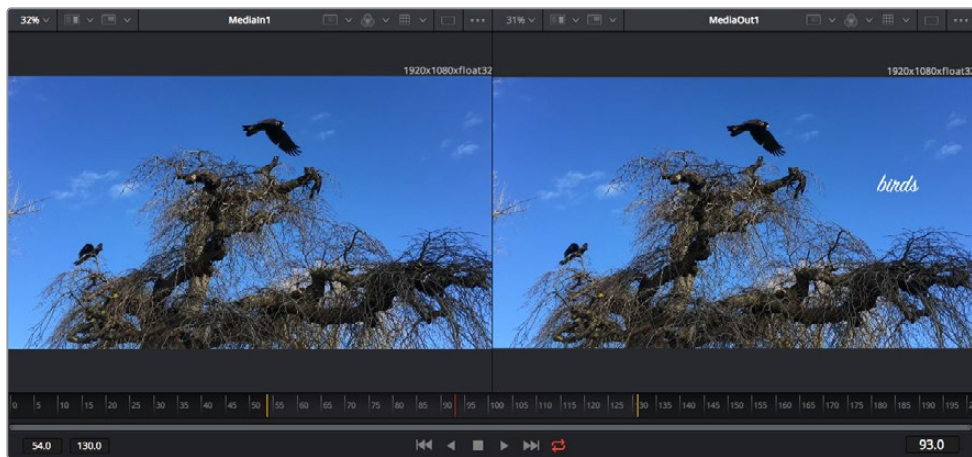 32% MediaIn1 31% MediaOut1
1920x1080xfloat32 1920x1080xfloat32
birds
0 5 10 15 20 25 30 35 40 45 50 55 60 65 70 75 80 85 90 95 100 105 110 115 120 125 130 135 140 145 150 155 160 165 170 175 180 185 190 195
54.0 130.0 93.0